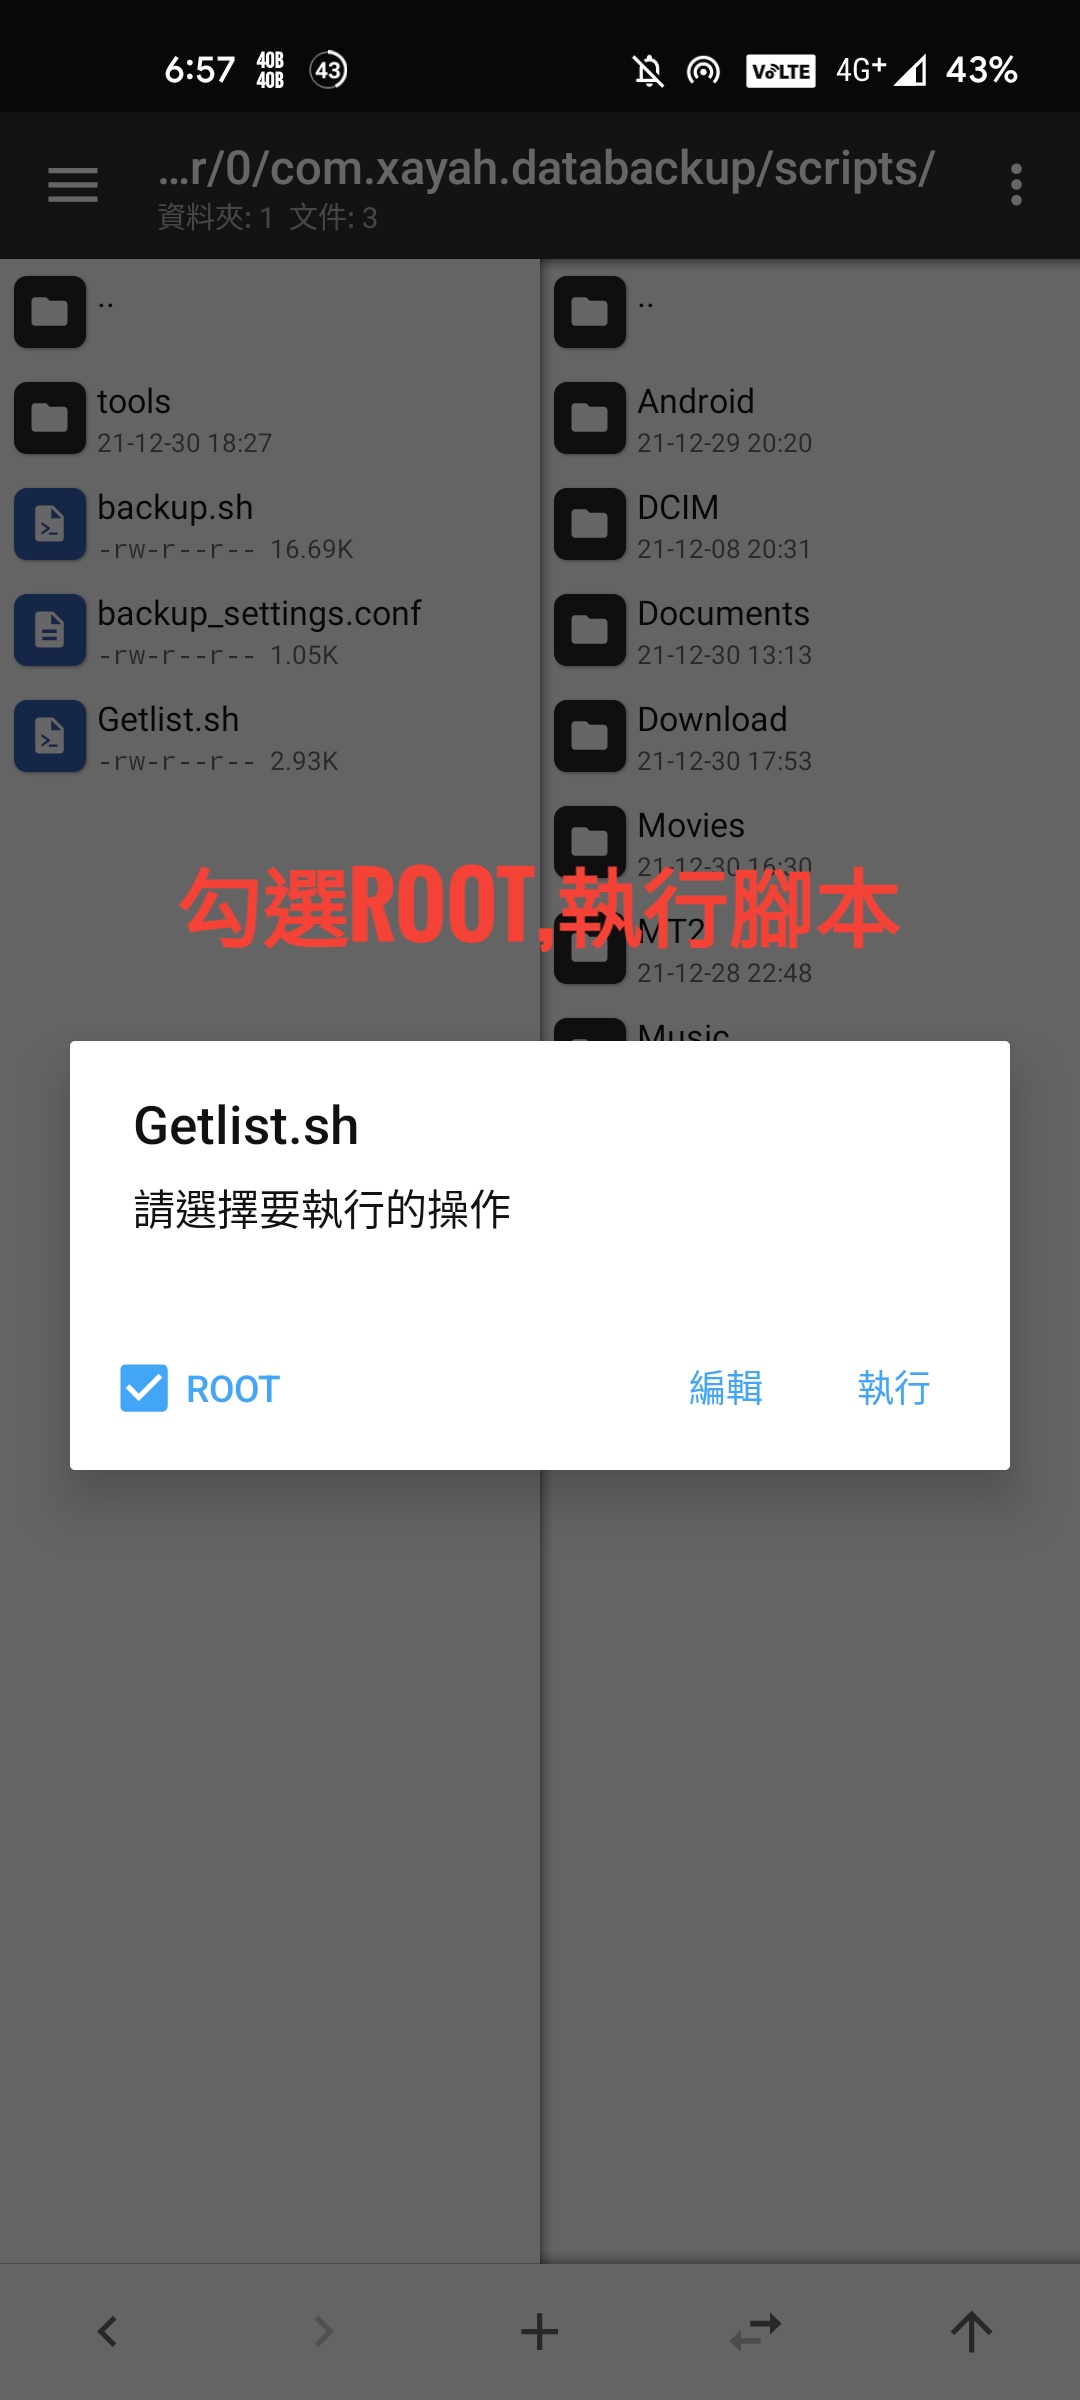 6:57 40B 40B 43 VoLTE 4G+ 43%
...r/0/com.xayah.databackup/scripts/
資料夾: 1 文件: 3
..
tools
21-12-30 18:27
backup.sh
-rw-r--r-- 16.69K
backup_settings.conf
-rw-r--r-- 1.05K
Getlist.sh
-rw-r--r-- 2.93K
..
Android
21-12-29 20:20
DCIM
21-12-08 20:31
Documents
21-12-30 13:13
Download
21-12-30 17:53
Movies
21-12-30 16:30
MT2
21-12-28 22:48
Music
勾選ROOT,執行腳本
Getlist.sh
請選擇要執行的操作
ROOT 編輯 執行